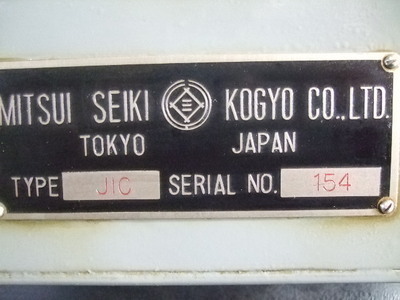 MITSUI SEIKI KOGYO CO., LTD.
TOKYO JAPAN
TYPE JIC SERIAL NO. 154